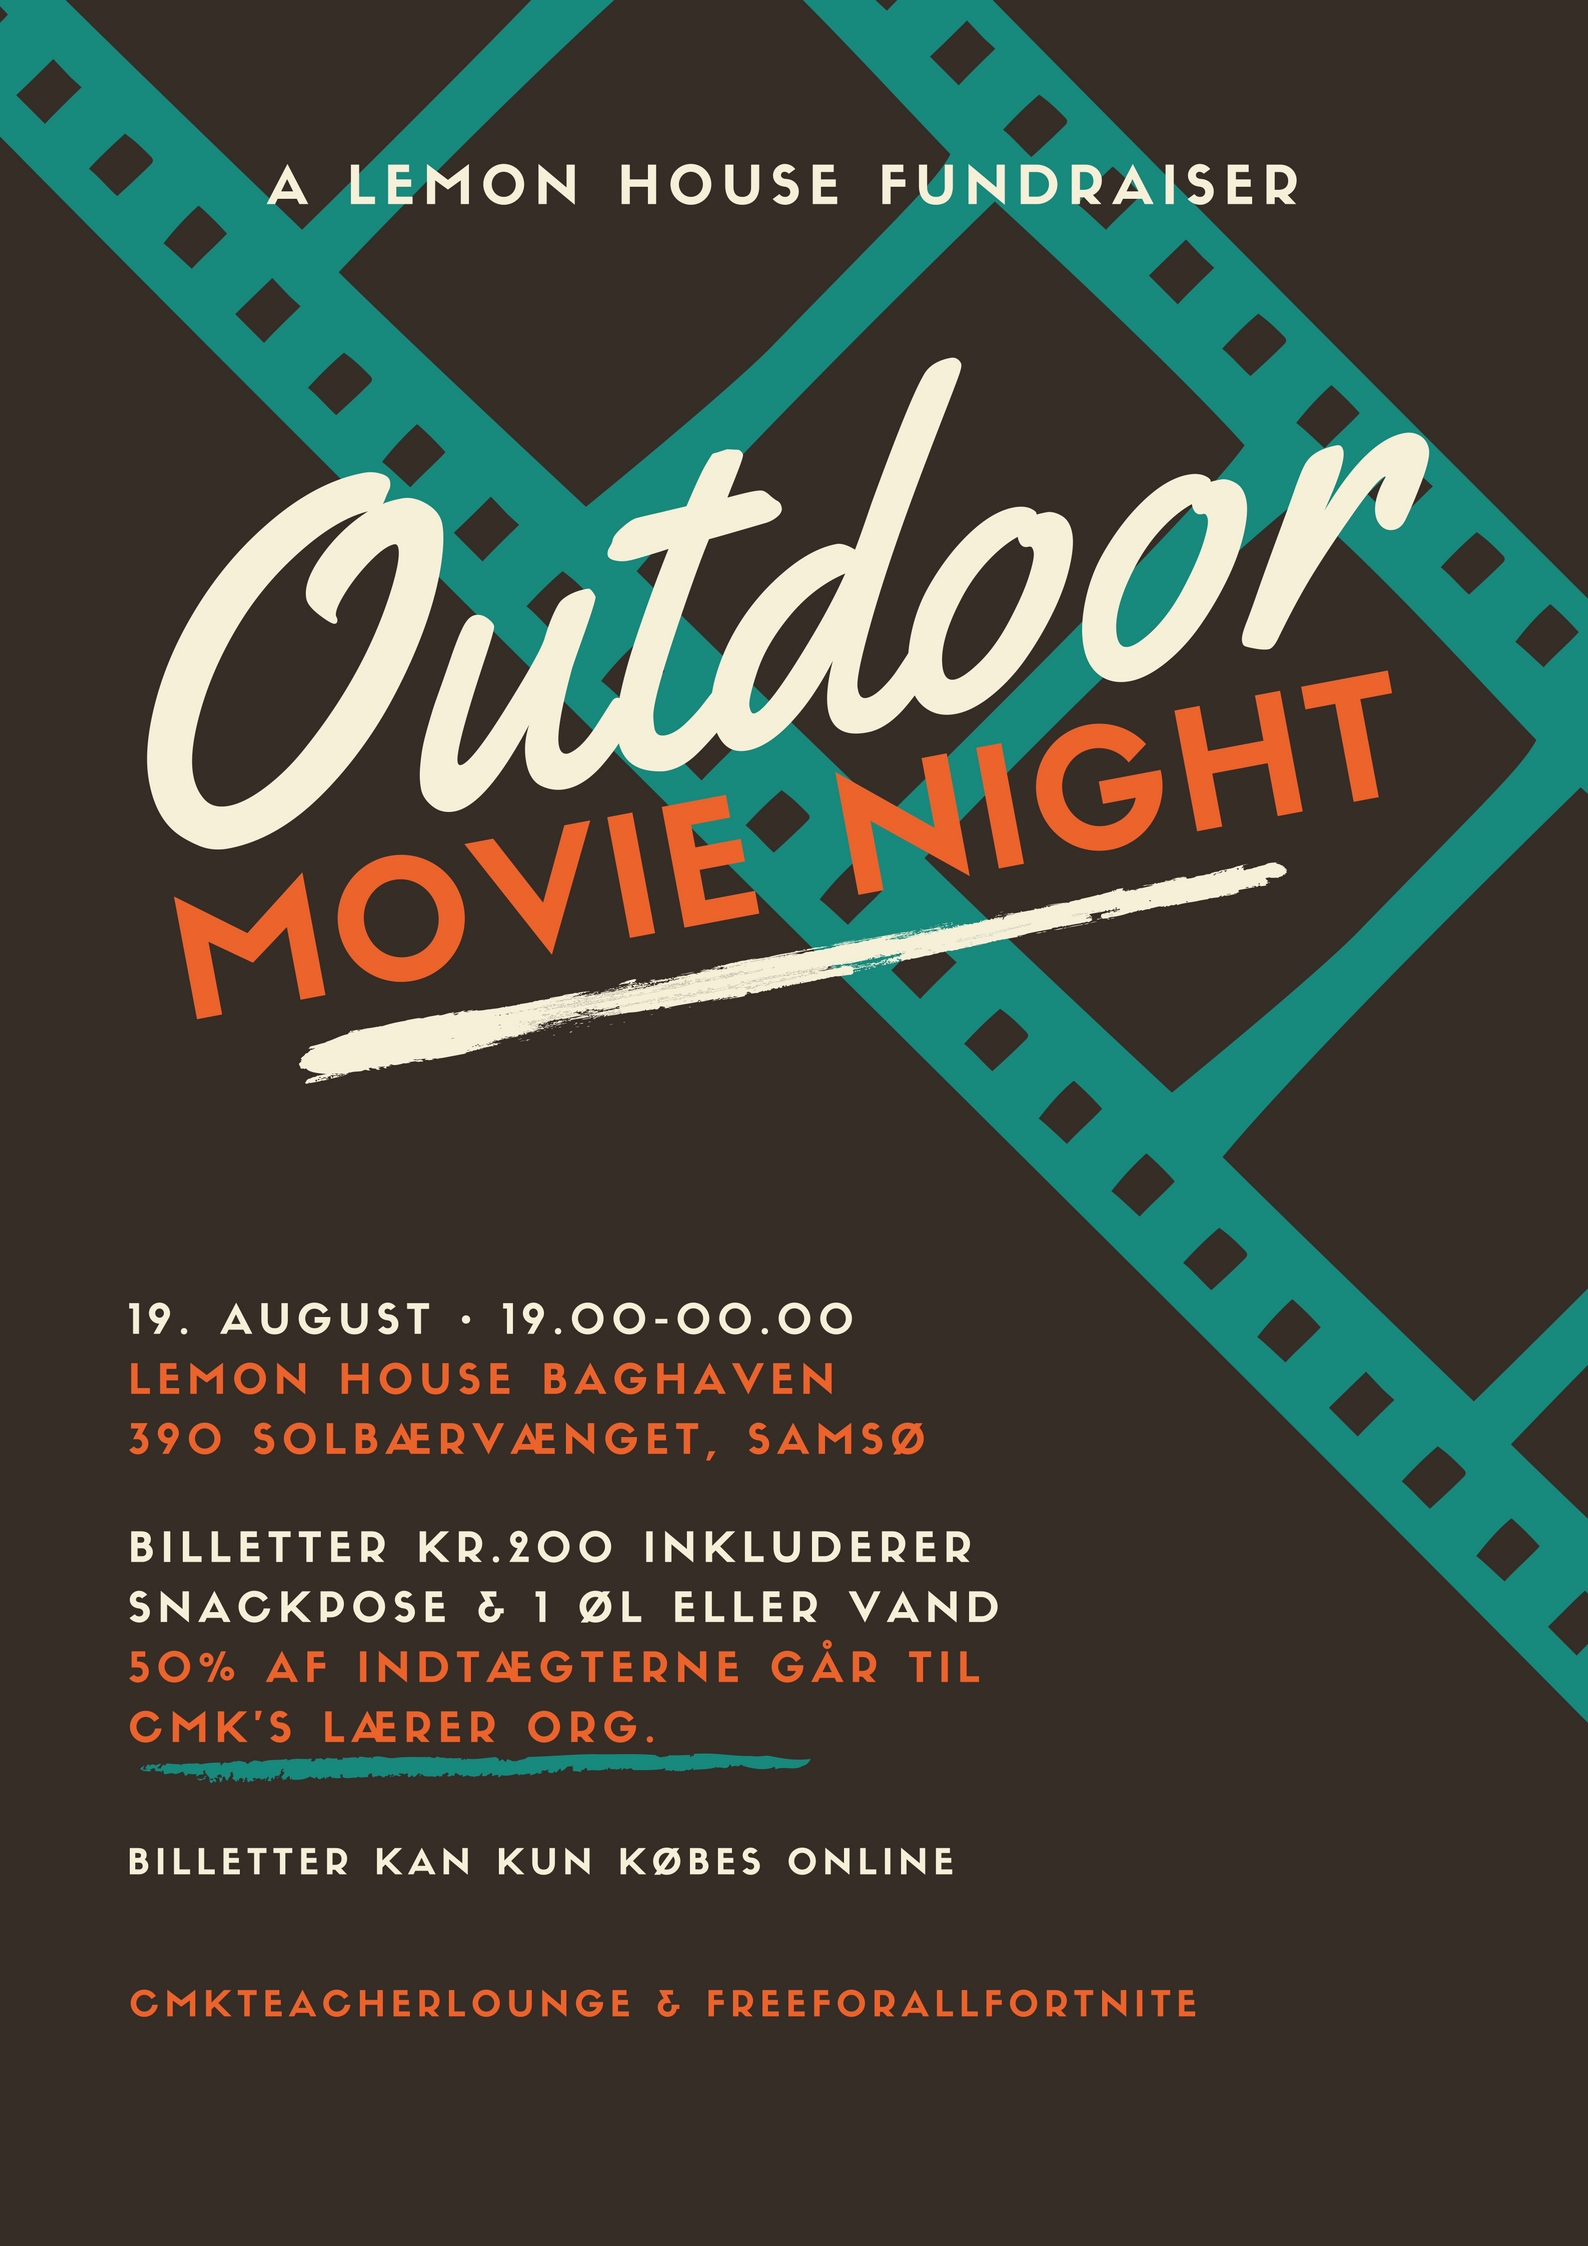 A LEMON HOUSE FUNDRAISER
Outdoor
MOVIE NIGHT
19. AUGUST · 19.00-00.00
LEMON HOUSE BAGHAVEN
390 SOLBÆRVÆNGET, SAMSØ
BILLETTER KR.200 INKLUDERER
SNACKPOSE & 1 ØL ELLER VAND
50% AF INDTÆGTERNE GÅR TIL
CMK'S LÆRER ORG.
BILLETTER KAN KUN KØBES ONLINE
CMKTEACHERLOUNGE & FREEFORALLFORTNITE